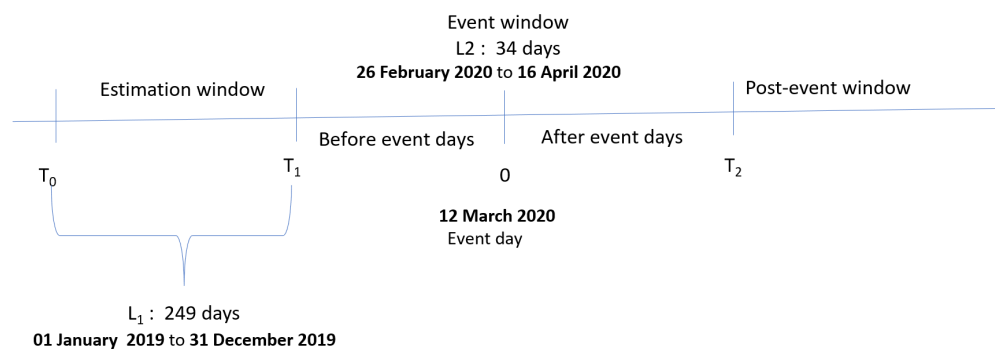 Event window
L2 : 34 days
26 February 2020 to 16 April 2020
Estimation window
Post-event window
Before event days
After event days
T0
T1
0
T2
12 March 2020
Event day
L1 : 249 days
01 January 2019 to 31 December 2019